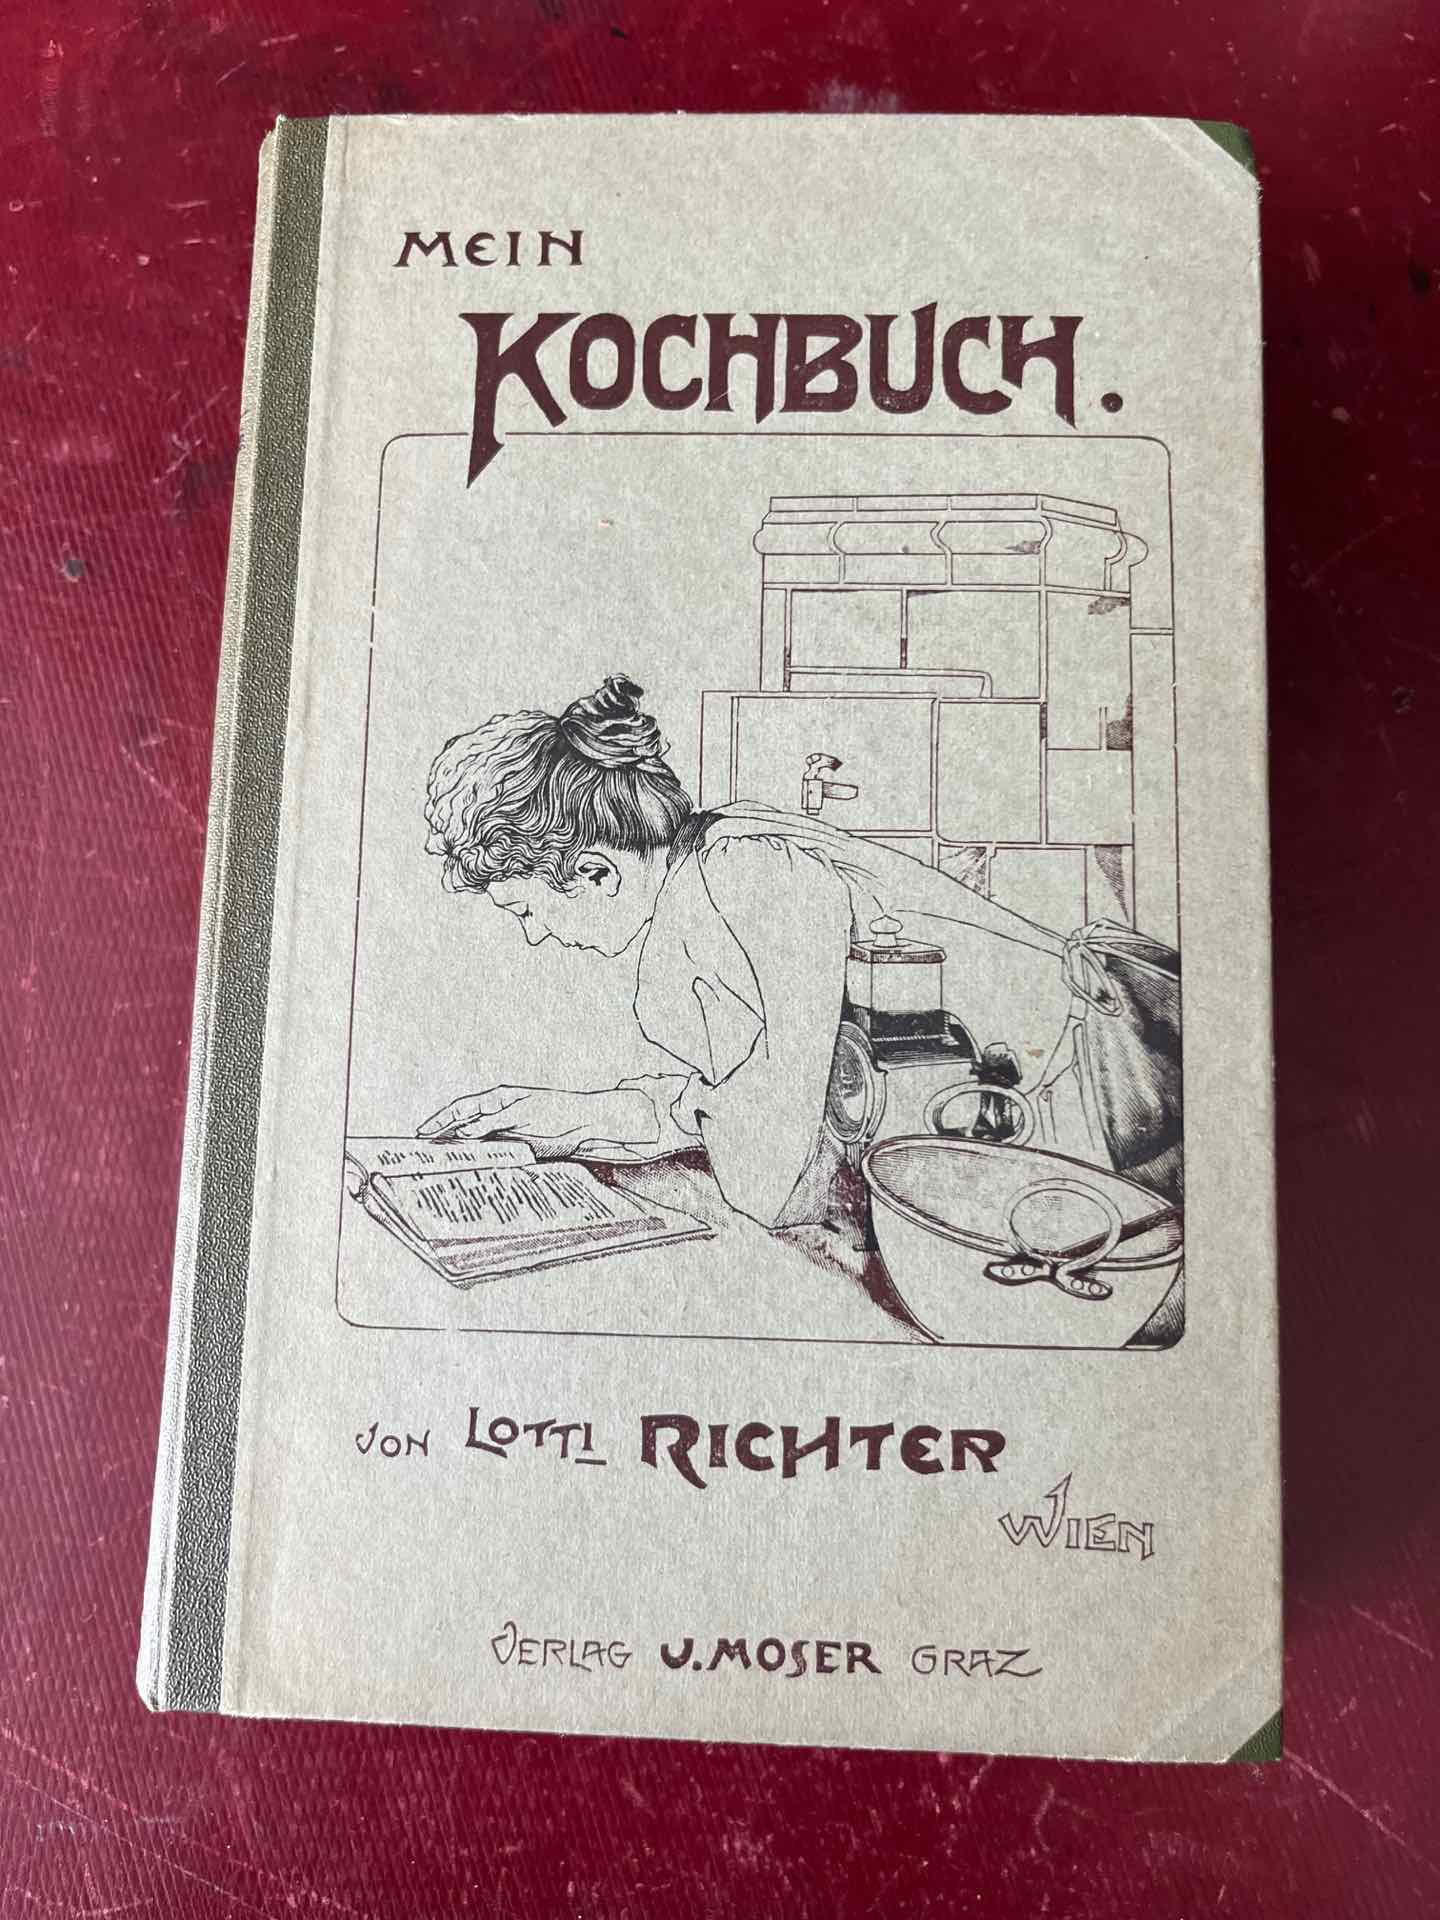 MEIN
KOCHBUCH.
VON LOTTI RICHTER
WIEN
VERLAG U. MOSER GRAZ